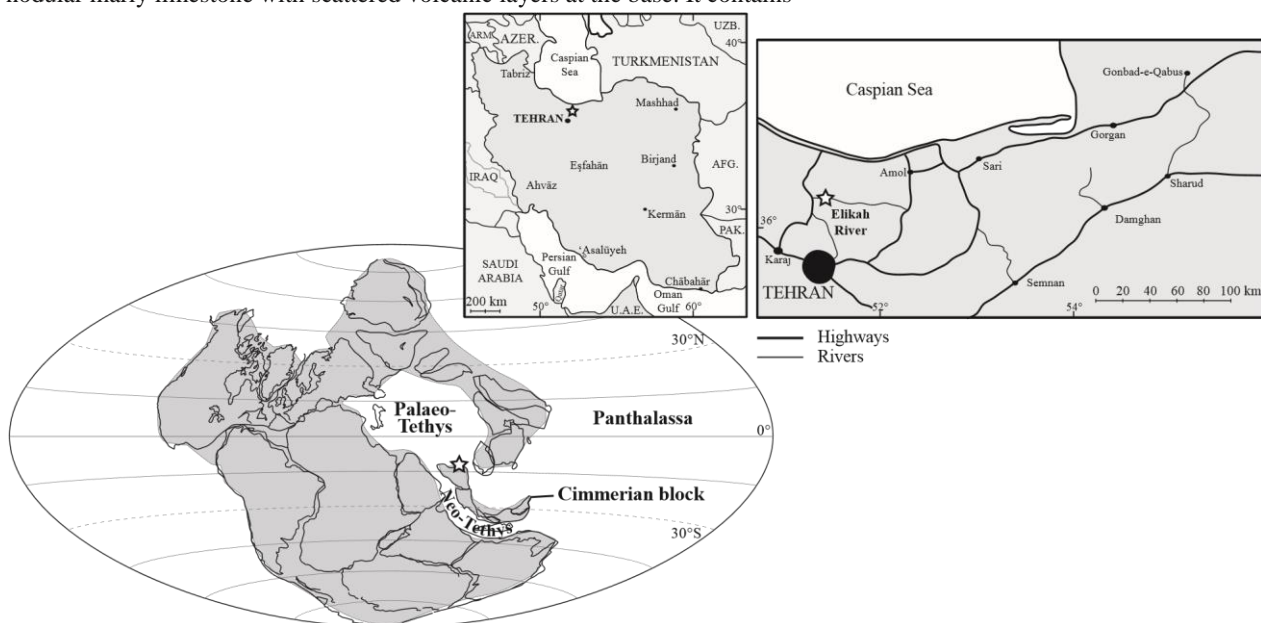 nodular marly limestone with scattered volcanic layers at the base. It contains
ARM.
AZER.
Caspian
Sea
UZB.
40°
TURKMENISTAN
Tabriz
Mashhad
TEHRAN
Eşfahān
Birjand
AFG.
IRAQ
Ahvāz
Kermān
30°
PAK.
'Asalūyeh
Persian
Gulf
SAUDI
ARABIA
Qatar
Chābahār
Oman
Gulf
200 km
50°
U.A.E.
60°
Caspian Sea
Gonbad-e-Qabus
Gorgan
Sari
Amol
Sharud
Elikah
River
Damghan
36°
Karaj
TEHRAN
Semnan
52°
54°
0 20 40 60 80 100 km
Highways
Rivers
30°N
Palaeo-
Tethys
Panthalassa
0°
Cimmerian block
Neo-Tethys
30°S